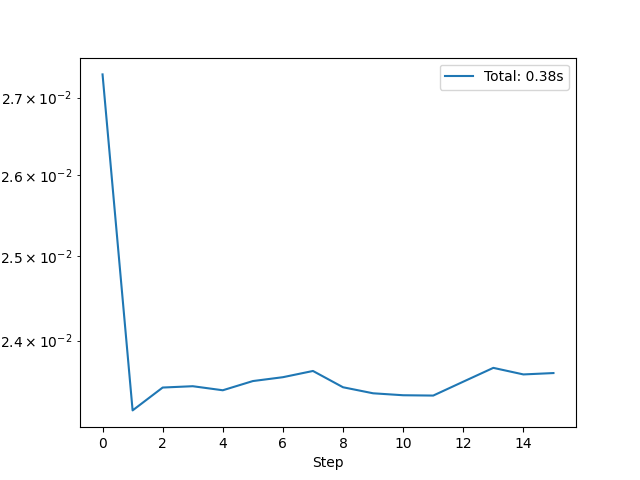 Total: 0.38s
2.7 × 10⁻²
2.6 × 10⁻²
2.5 × 10⁻²
2.4 × 10⁻²
0 2 4 6 8 10 12 14
Step